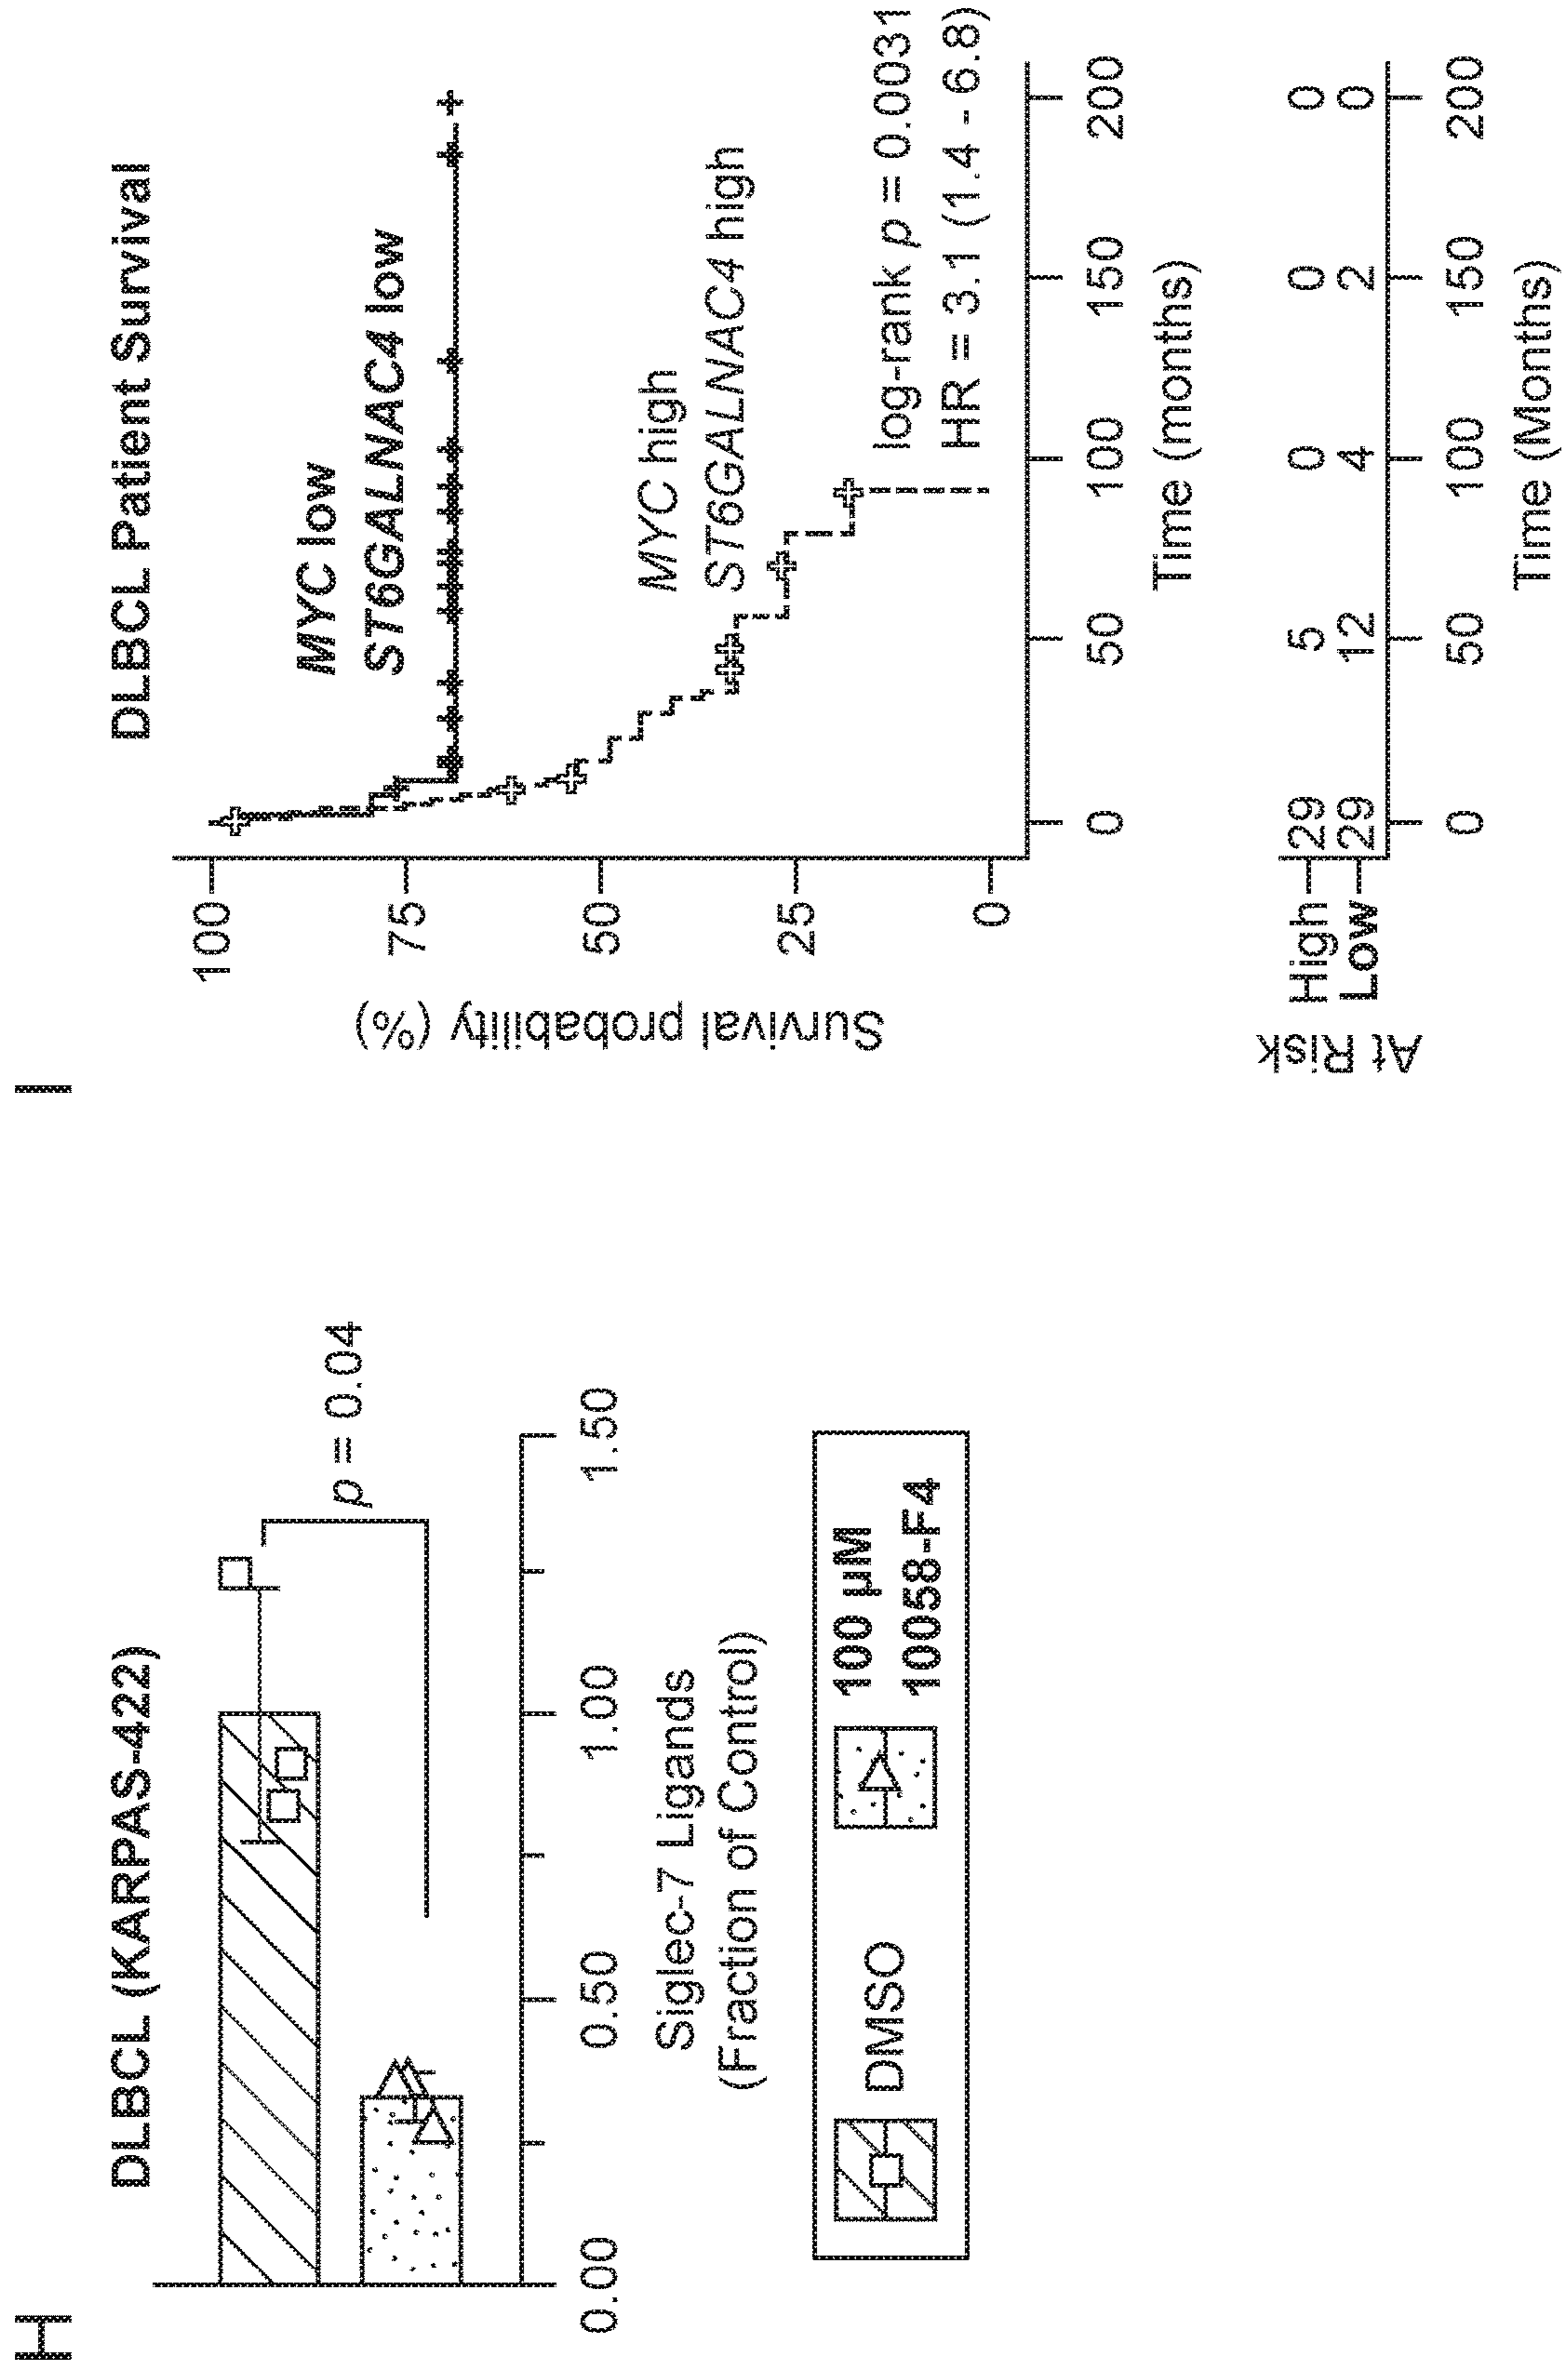 H
DLBCL (KARPAS-422)
p = 0.04
0.00 0.50 1.00 1.50
Siglec-7 Ligands
(Fraction of Control)
DMSO
100 µM
10058-F4
I
DLBCL Patient Survival
Survival probability (%)
100
75
50
25
0
MYC low
ST6GALNAC4 low
MYC high
ST6GALNAC4 high
log-rank p = 0.0031
HR = 3.1 (1.4 - 6.8)
0 50 100 150 200
Time (months)
At Risk
High 29 5 0 0 0
Low 29 12 4 2 0
0 50 100 150 200
Time (Months)